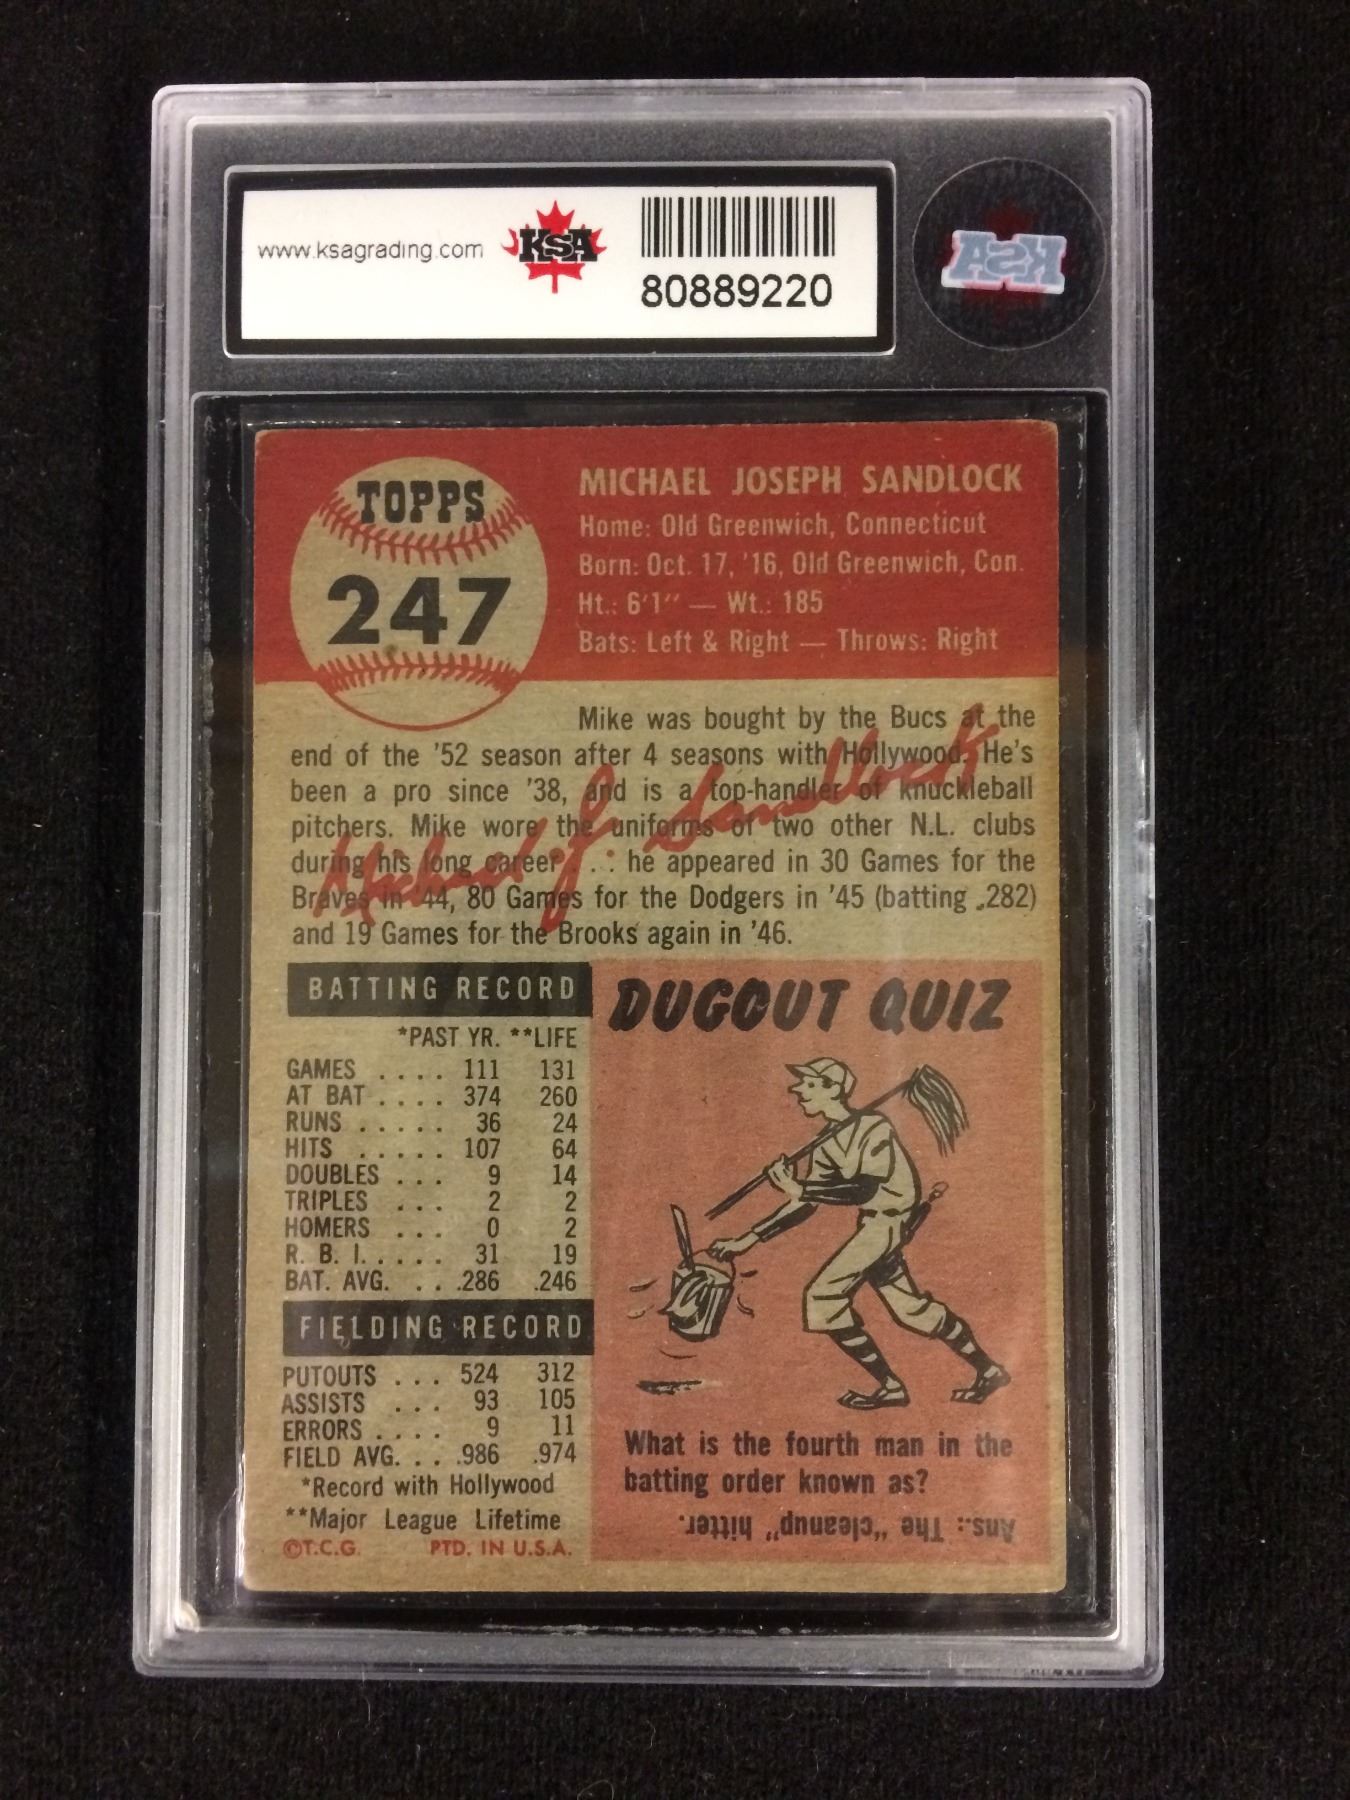 www.ksagrading.com
KSA
80889220
KSA
TOPPS
247
MICHAEL JOSEPH SANDLOCK
Home: Old Greenwich, Connecticut
Born: Oct. 17, '16, Old Greenwich, Con.
Ht.: 6'1" — Wt.: 185
Bats: Left & Right — Throws: Right
Mike was bought by the Bucs at the
end of the '52 season after 4 seasons with Hollywood. He's
been a pro since '38, and is a top-handler of knuckleball
pitchers. Mike wore the uniforms of two other N.L. clubs
during his long career . . . he appeared in 30 Games for the
Braves in '44, 80 Games for the Dodgers in '45 (batting .282)
and 19 Games for the Brooks again in '46.
Michael J. Sandlock
BATTING RECORD
*PAST YR. **LIFE
GAMES . . . . 111 131
AT BAT . . . . 374 260
RUNS . . . . . 36 24
HITS . . . . . 107 64
DOUBLES . . . 9 14
TRIPLES . . . 2 2
HOMERS . . . 0 2
R. B. I. . . . . 31 19
BAT. AVG. . . . .286 .246
FIELDING RECORD
PUTOUTS . . . 524 312
ASSISTS . . . 93 105
ERRORS . . . . 9 11
FIELD AVG. . . . .986 .974
*Record with Hollywood
**Major League Lifetime
©T.C.G. PTD. IN U.S.A.
DUGOUT QUIZ
What is the fourth man in the
batting order known as?
Ans.: The "cleanup" hitter.